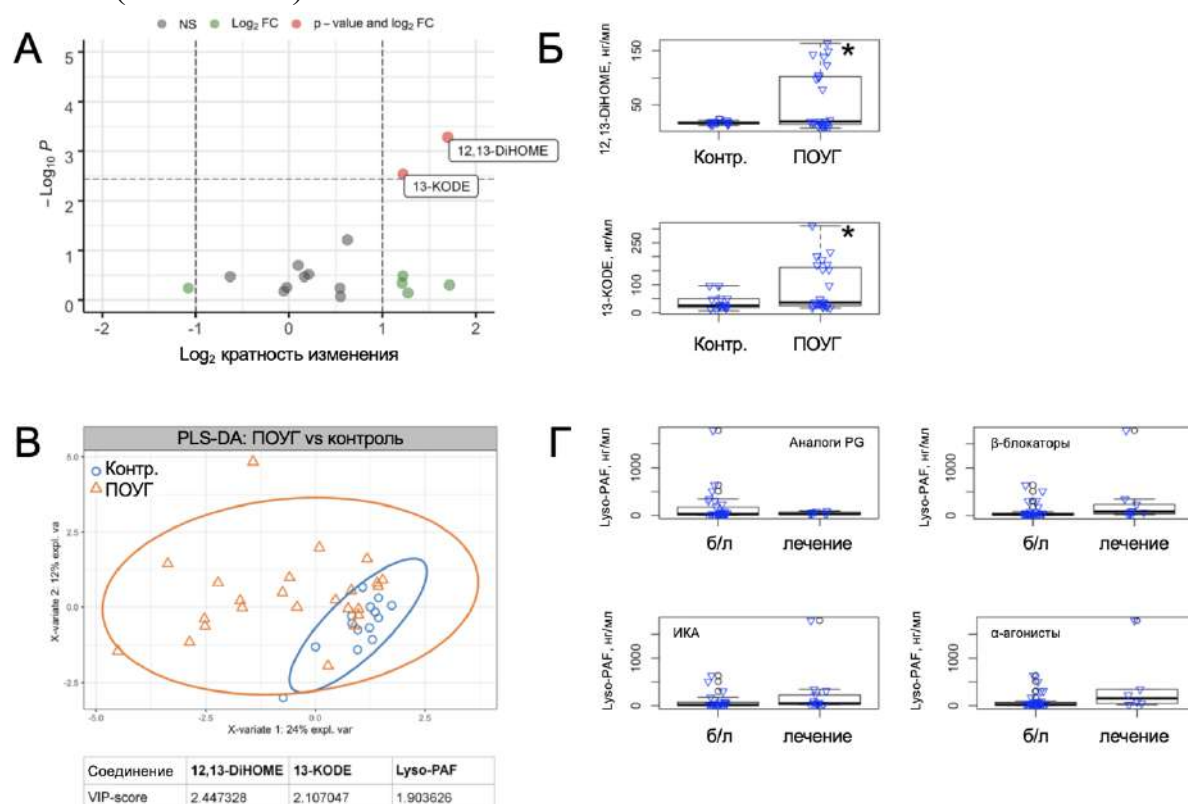 NS Log₂ FC p – value and log₂ FC
А
5
4
3
2
1
0
– Log₁₀ P
12,13-DiHOME
13-KODE
-2 -1 0 1 2
Log₂ кратность изменения
Б
12,13-DiHOME, нг/мл
150
50
*
Контр. ПОУГ
13-KODE, нг/мл
250
100
0
*
Контр. ПОУГ
В
PLS-DA: ПОУГ vs контроль
Контр.
ПОУГ
5.0
2.5
0.0
-2.5
X-variate 2: 12% expl. va
-5.0 -2.5 0.0 2.5
X-variate 1: 24% expl. var
Соединение 12,13-DiHOME 13-KODE Lyso-PAF
VIP-score 2.447328 2.107047 1.903626
Г
Lyso-PAF, нг/мл
1000
0
Аналоги PG
б/л лечение
Lyso-PAF, нг/мл
1000
0
β-блокаторы
б/л лечение
Lyso-PAF, нг/мл
1000
0
ИКА
б/л лечение
Lyso-PAF, нг/мл
1000
0
α-агонисты
б/л лечение